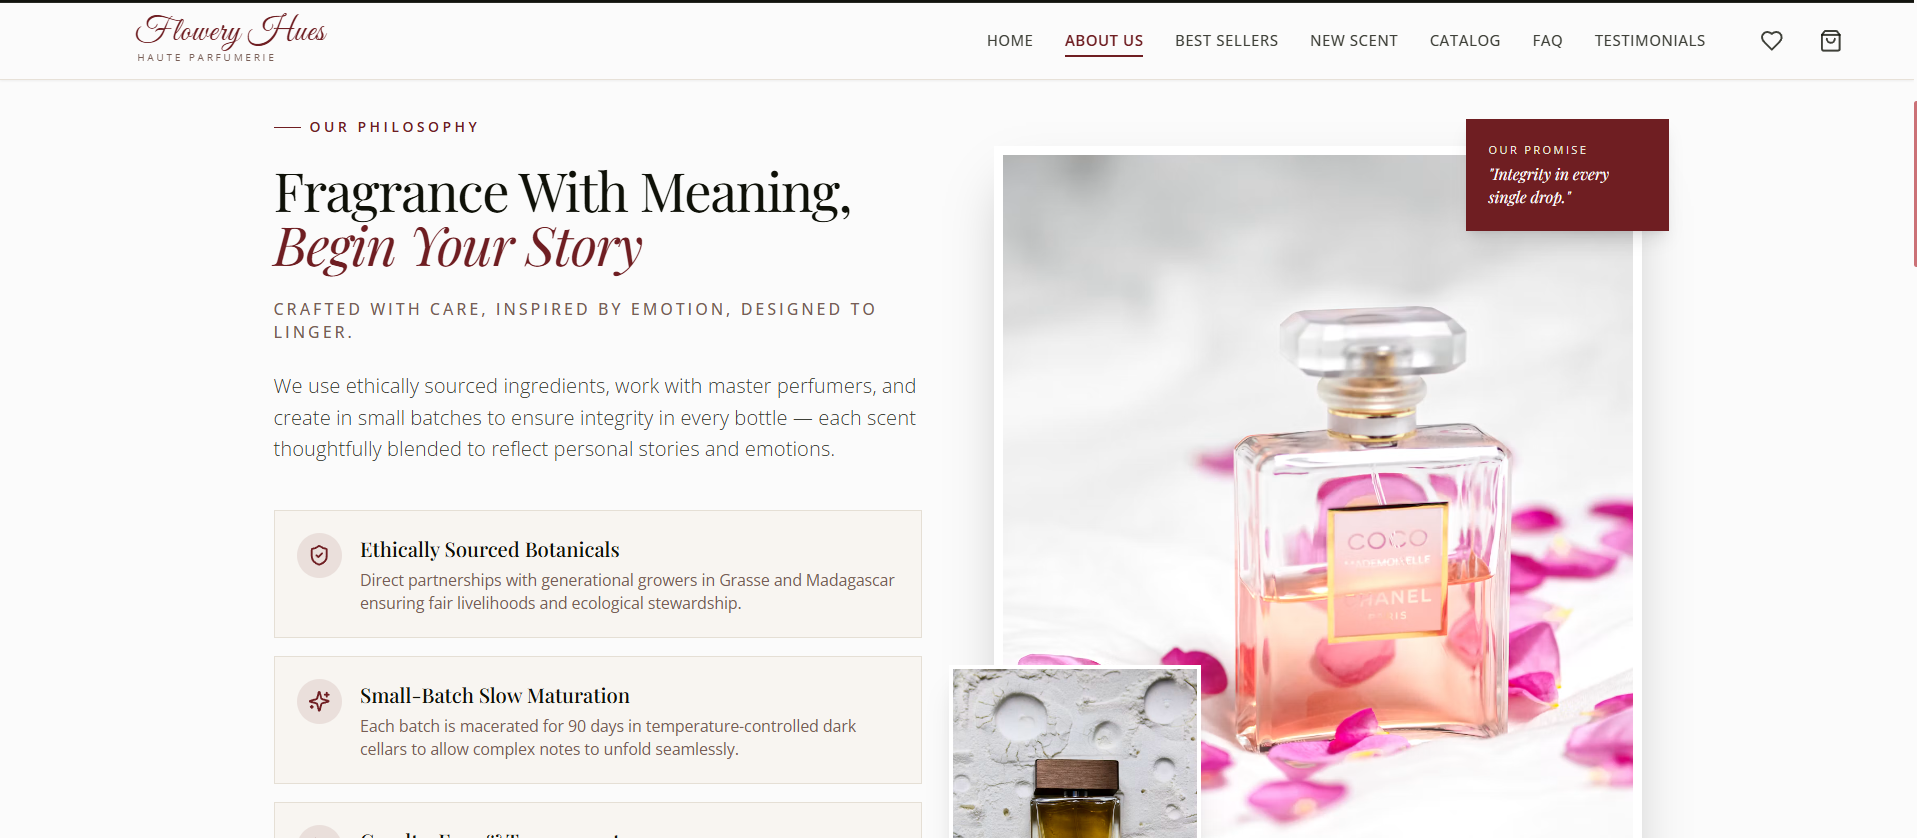 Flowery Hues
HAUTE PARFUMERIE
HOME ABOUT US BEST SELLERS NEW SCENT CATALOG FAQ TESTIMONIALS
OUR PHILOSOPHY
Fragrance With Meaning,
Begin Your Story
CRAFTED WITH CARE, INSPIRED BY EMOTION, DESIGNED TO
LINGER.
We use ethically sourced ingredients, work with master perfumers, and
create in small batches to ensure integrity in every bottle — each scent
thoughtfully blended to reflect personal stories and emotions.
Ethically Sourced Botanicals
Direct partnerships with generational growers in Grasse and Madagascar
ensuring fair livelihoods and ecological stewardship.
Small-Batch Slow Maturation
Each batch is macerated for 90 days in temperature-controlled dark
cellars to allow complex notes to unfold seamlessly.
OUR PROMISE
"Integrity in every
single drop."
COCO
MADEMOISELLE
CHANEL
PARIS